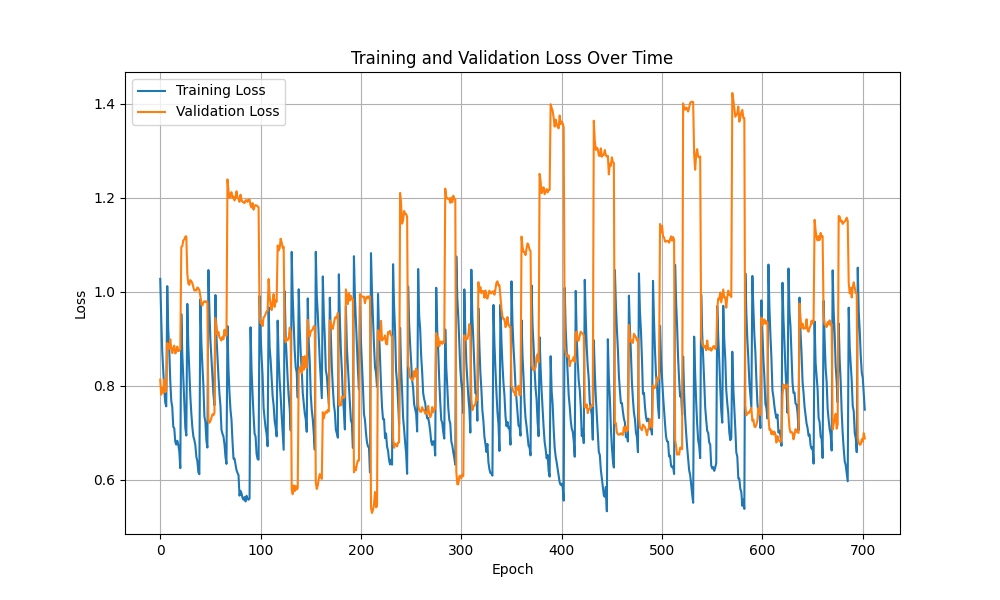 Training and Validation Loss Over Time
Training Loss
Validation Loss
Loss
1.4
1.2
1.0
0.8
0.6
0 100 200 300 400 500 600 700
Epoch